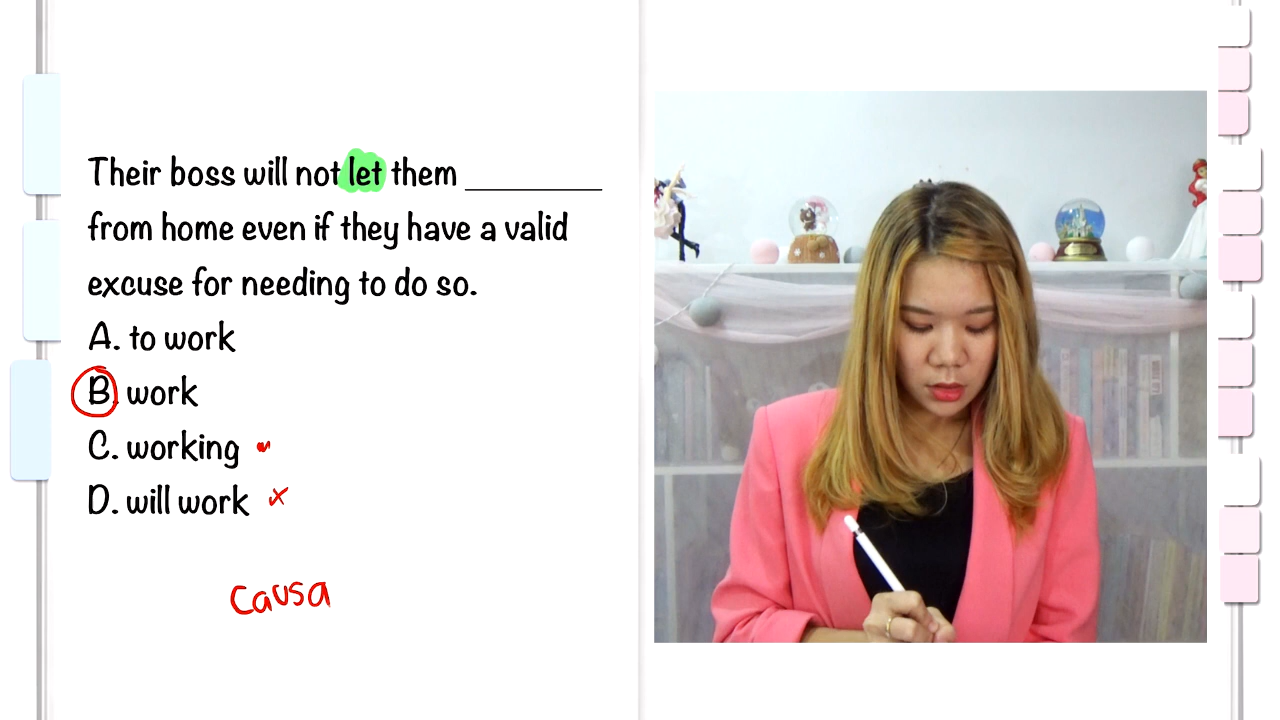 Their boss will not let them __________
from home even if they have a valid
excuse for needing to do so.
A. to work
B. work
C. working
D. will work
causa